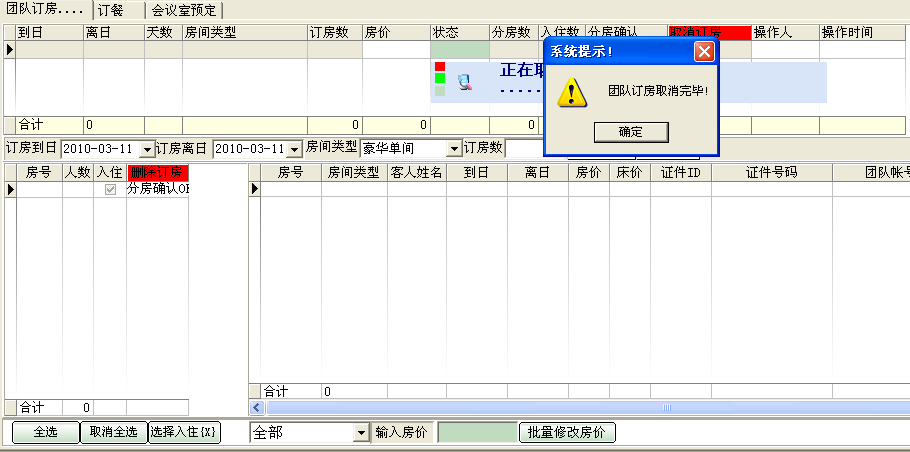 团队订房.... 订餐 会议室预定
到日 离日 天数 房间类型 订房数 房价 状态 分房数 入住数 分房确认 取消订房 操作人 操作时间
系统提示!
正在取
团队订房取消完毕!
确定
合计 0 0 0 0
订房到日 2010-03-11 订房离日 2010-03-11 房间类型 豪华单间 订房数
房号 人数 入住 删除订房 房号 房间类型 客人姓名 到日 离日 房价 床价 证件ID 证件号码 团队帐号
分房确认
合计 0
合计 0
全选 取消全选 选择入住{X} 全部 输入房价 批量修改房价